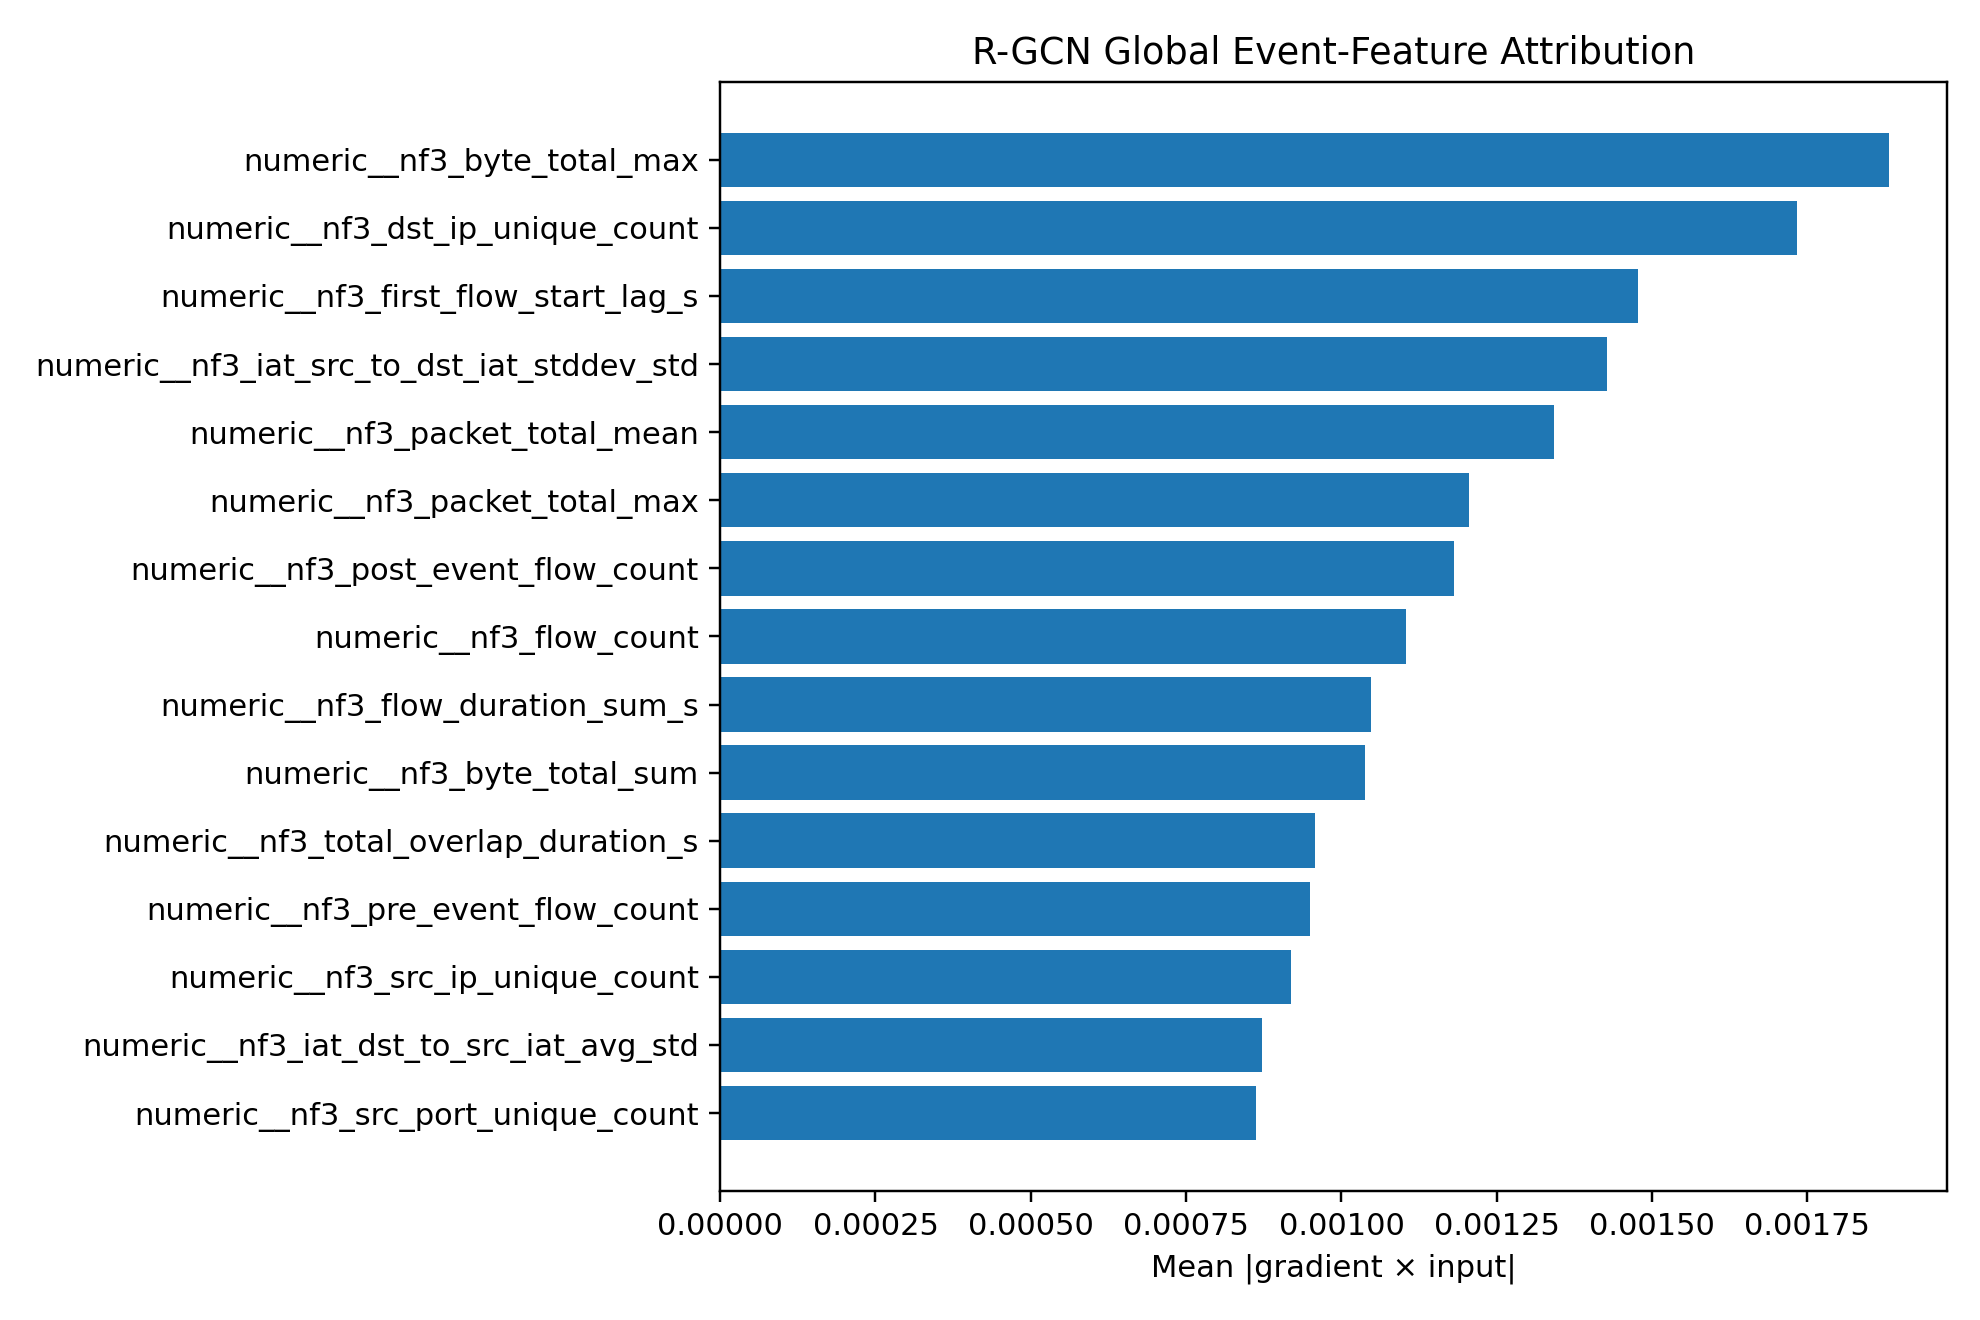 R-GCN Global Event-Feature Attribution
numeric__nf3_byte_total_max
numeric__nf3_dst_ip_unique_count
numeric__nf3_first_flow_start_lag_s
numeric__nf3_iat_src_to_dst_iat_stddev_std
numeric__nf3_packet_total_mean
numeric__nf3_packet_total_max
numeric__nf3_post_event_flow_count
numeric__nf3_flow_count
numeric__nf3_flow_duration_sum_s
numeric__nf3_byte_total_sum
numeric__nf3_total_overlap_duration_s
numeric__nf3_pre_event_flow_count
numeric__nf3_src_ip_unique_count
numeric__nf3_iat_dst_to_src_iat_avg_std
numeric__nf3_src_port_unique_count
0.00000 0.00025 0.00050 0.00075 0.00100 0.00125 0.00150 0.00175
Mean |gradient × input|